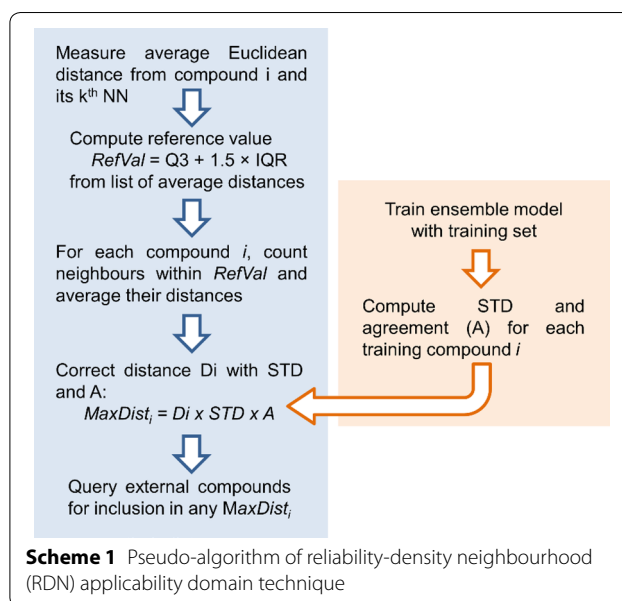 Measure average Euclidean
distance from compound i and
its kth NN
Compute reference value
RefVal = Q3 + 1.5 × IQR
from list of average distances
For each compound i, count
neighbours within RefVal and
average their distances
Correct distance Di with STD
and A:
MaxDisti = Di x STD x A
Query external compounds
for inclusion in any MaxDisti
Train ensemble model
with training set
Compute STD and
agreement (A) for each
training compound i
Scheme 1 Pseudo-algorithm of reliability-density neighbourhood
(RDN) applicability domain technique